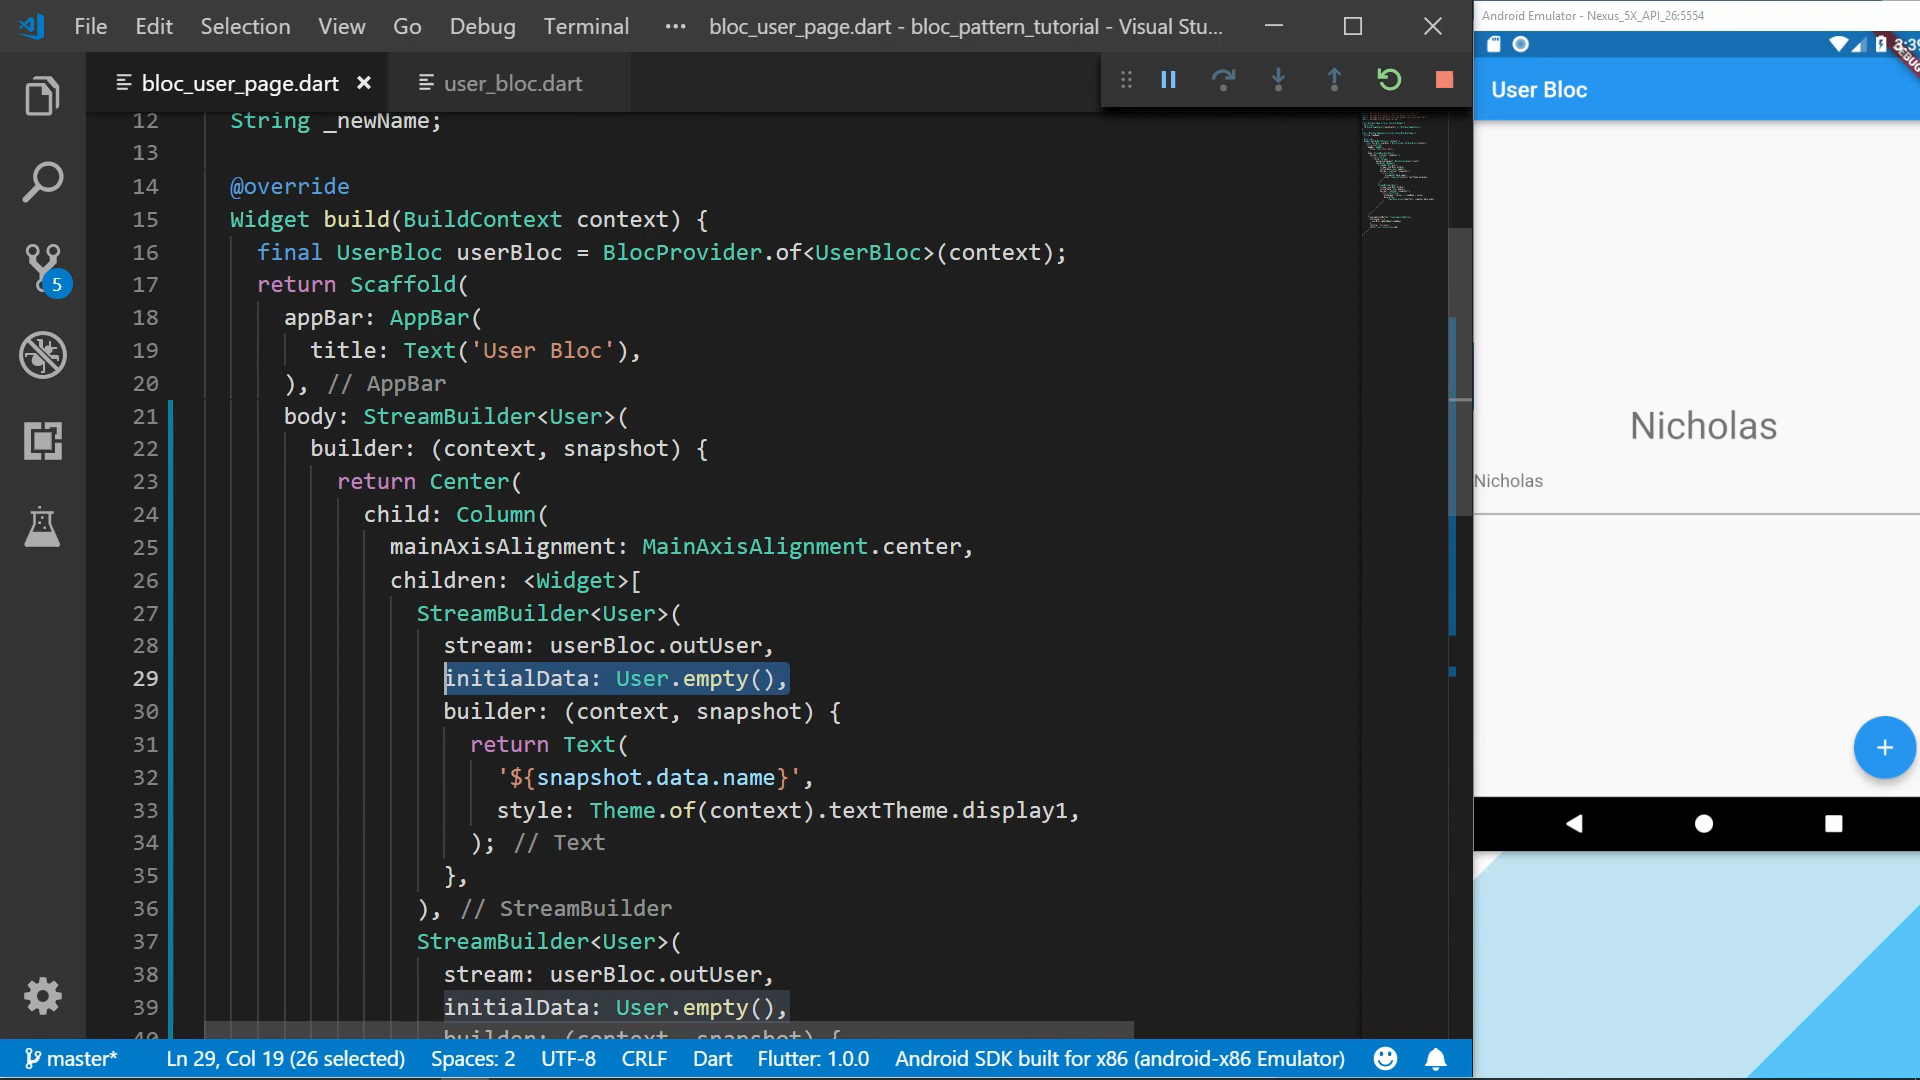 File Edit Selection View Go Debug Terminal ··· bloc_user_page.dart - bloc_pattern_tutorial - Visual Stu...
bloc_user_page.dart × user_bloc.dart
12 String _newName;
13
14 @override
15 Widget build(BuildContext context) {
16 final UserBloc userBloc = BlocProvider.of<UserBloc>(context);
17 return Scaffold(
18 appBar: AppBar(
19 title: Text('User Bloc'),
20 ), // AppBar
21 body: StreamBuilder<User>(
22 builder: (context, snapshot) {
23 return Center(
24 child: Column(
25 mainAxisAlignment: MainAxisAlignment.center,
26 children: <Widget>[
27 StreamBuilder<User>(
28 stream: userBloc.outUser,
29 initialData: User.empty(),
30 builder: (context, snapshot) {
31 return Text(
32 '${snapshot.data.name}',
33 style: Theme.of(context).textTheme.display1,
34 ); // Text
35 },
36 ), // StreamBuilder
37 StreamBuilder<User>(
38 stream: userBloc.outUser,
39 initialData: User.empty(),
40 builder: (context, snapshot) {
5
master* Ln 29, Col 19 (26 selected) Spaces: 2 UTF-8 CRLF Dart Flutter: 1.0.0 Android SDK built for x86 (android-x86 Emulator)
Android Emulator - Nexus_5X_API_26:5554
3:39
DEBUG
User Bloc
Nicholas
Nicholas
+